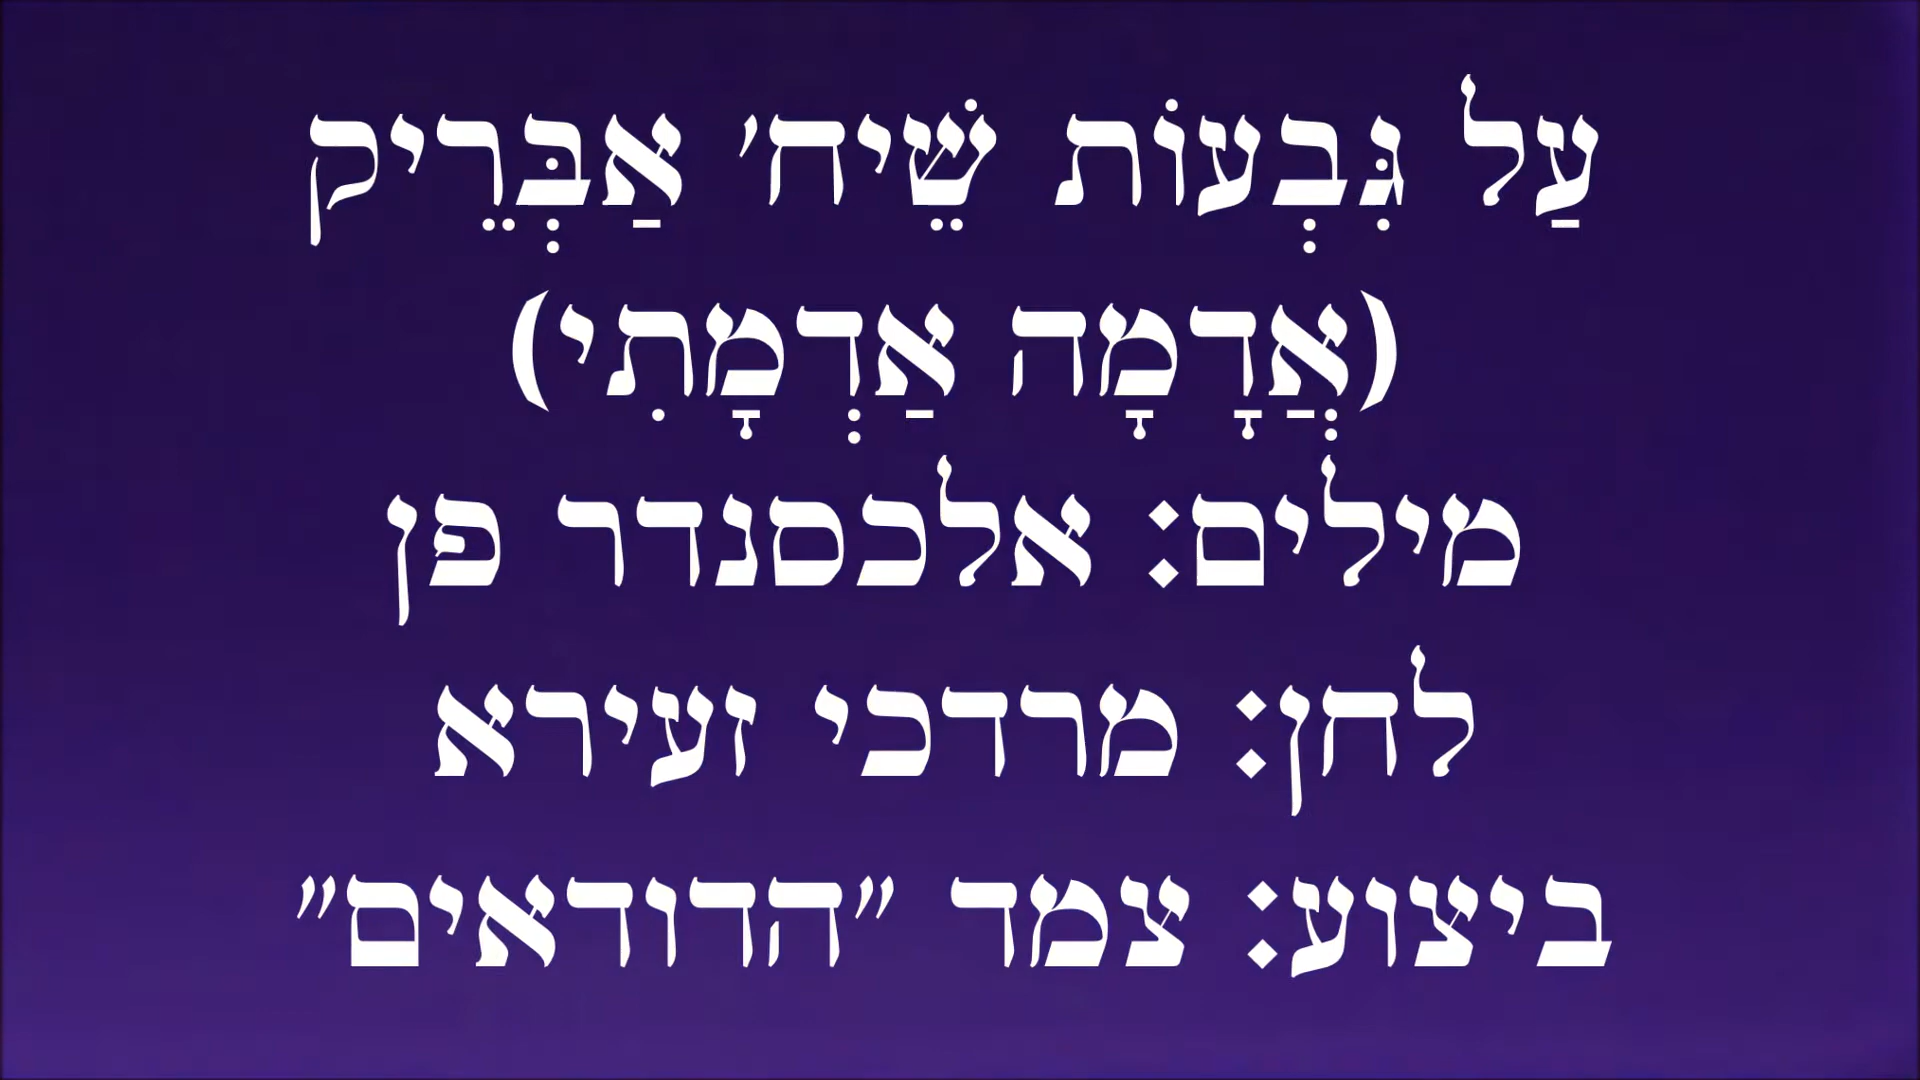 עַל גִּבְעוֹת שֵׁיח' אַבְּרֵיק
(אֲדָמָה אַדְמָתִי)
מילים: אלכסנדר פן
לחן: מרדכי זעירא
ביצוע: צמד "הדודאים"